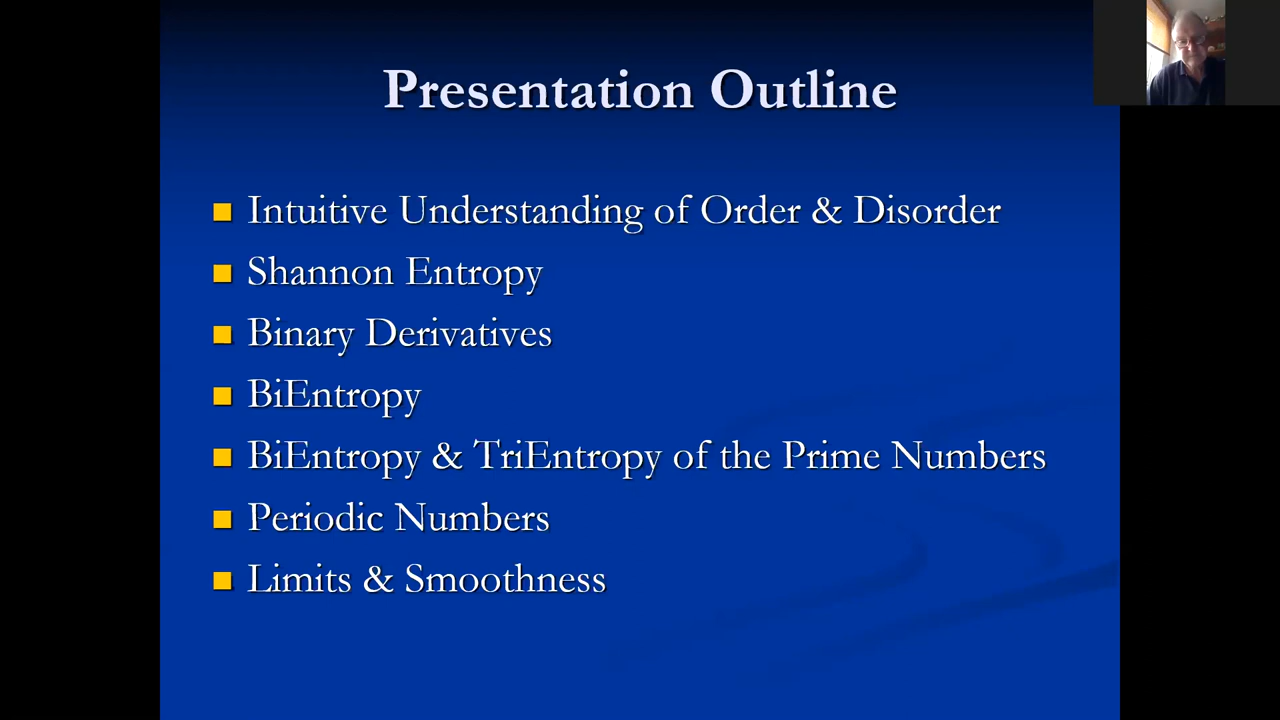 Presentation Outline
Intuitive Understanding of Order & Disorder
Shannon Entropy
Binary Derivatives
BiEntropy
BiEntropy & TriEntropy of the Prime Numbers
Periodic Numbers
Limits & Smoothness